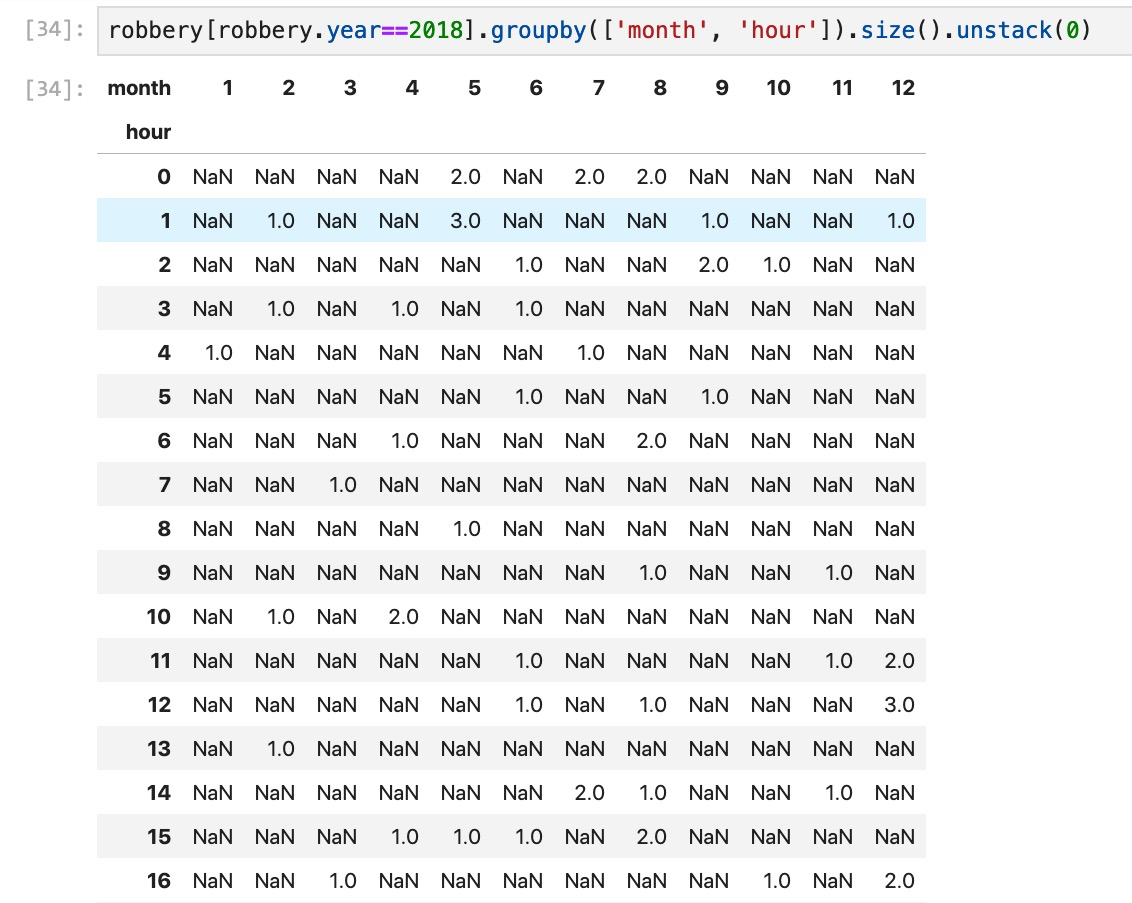 [34]: robbery[robbery.year==2018].groupby(['month', 'hour']).size().unstack(0)
[34]: month 1 2 3 4 5 6 7 8 9 10 11 12
hour
0 NaN NaN NaN NaN 2.0 NaN 2.0 2.0 NaN NaN NaN NaN
1 NaN 1.0 NaN NaN 3.0 NaN NaN NaN 1.0 NaN NaN 1.0
2 NaN NaN NaN NaN NaN 1.0 NaN NaN 2.0 1.0 NaN NaN
3 NaN 1.0 NaN 1.0 NaN 1.0 NaN NaN NaN NaN NaN NaN
4 1.0 NaN NaN NaN NaN NaN 1.0 NaN NaN NaN NaN NaN
5 NaN NaN NaN NaN NaN 1.0 NaN NaN 1.0 NaN NaN NaN
6 NaN NaN NaN 1.0 NaN NaN NaN 2.0 NaN NaN NaN NaN
7 NaN NaN 1.0 NaN NaN NaN NaN NaN NaN NaN NaN NaN
8 NaN NaN NaN NaN 1.0 NaN NaN NaN NaN NaN NaN NaN
9 NaN NaN NaN NaN NaN NaN NaN 1.0 NaN NaN 1.0 NaN
10 NaN 1.0 NaN 2.0 NaN NaN NaN NaN NaN NaN NaN NaN
11 NaN NaN NaN NaN NaN 1.0 NaN NaN NaN NaN 1.0 2.0
12 NaN NaN NaN NaN NaN 1.0 NaN 1.0 NaN NaN NaN 3.0
13 NaN 1.0 NaN NaN NaN NaN NaN NaN NaN NaN NaN NaN
14 NaN NaN NaN NaN NaN NaN 2.0 1.0 NaN NaN 1.0 NaN
15 NaN NaN NaN 1.0 1.0 1.0 NaN 2.0 NaN NaN NaN NaN
16 NaN NaN 1.0 NaN NaN NaN NaN NaN NaN 1.0 NaN 2.0